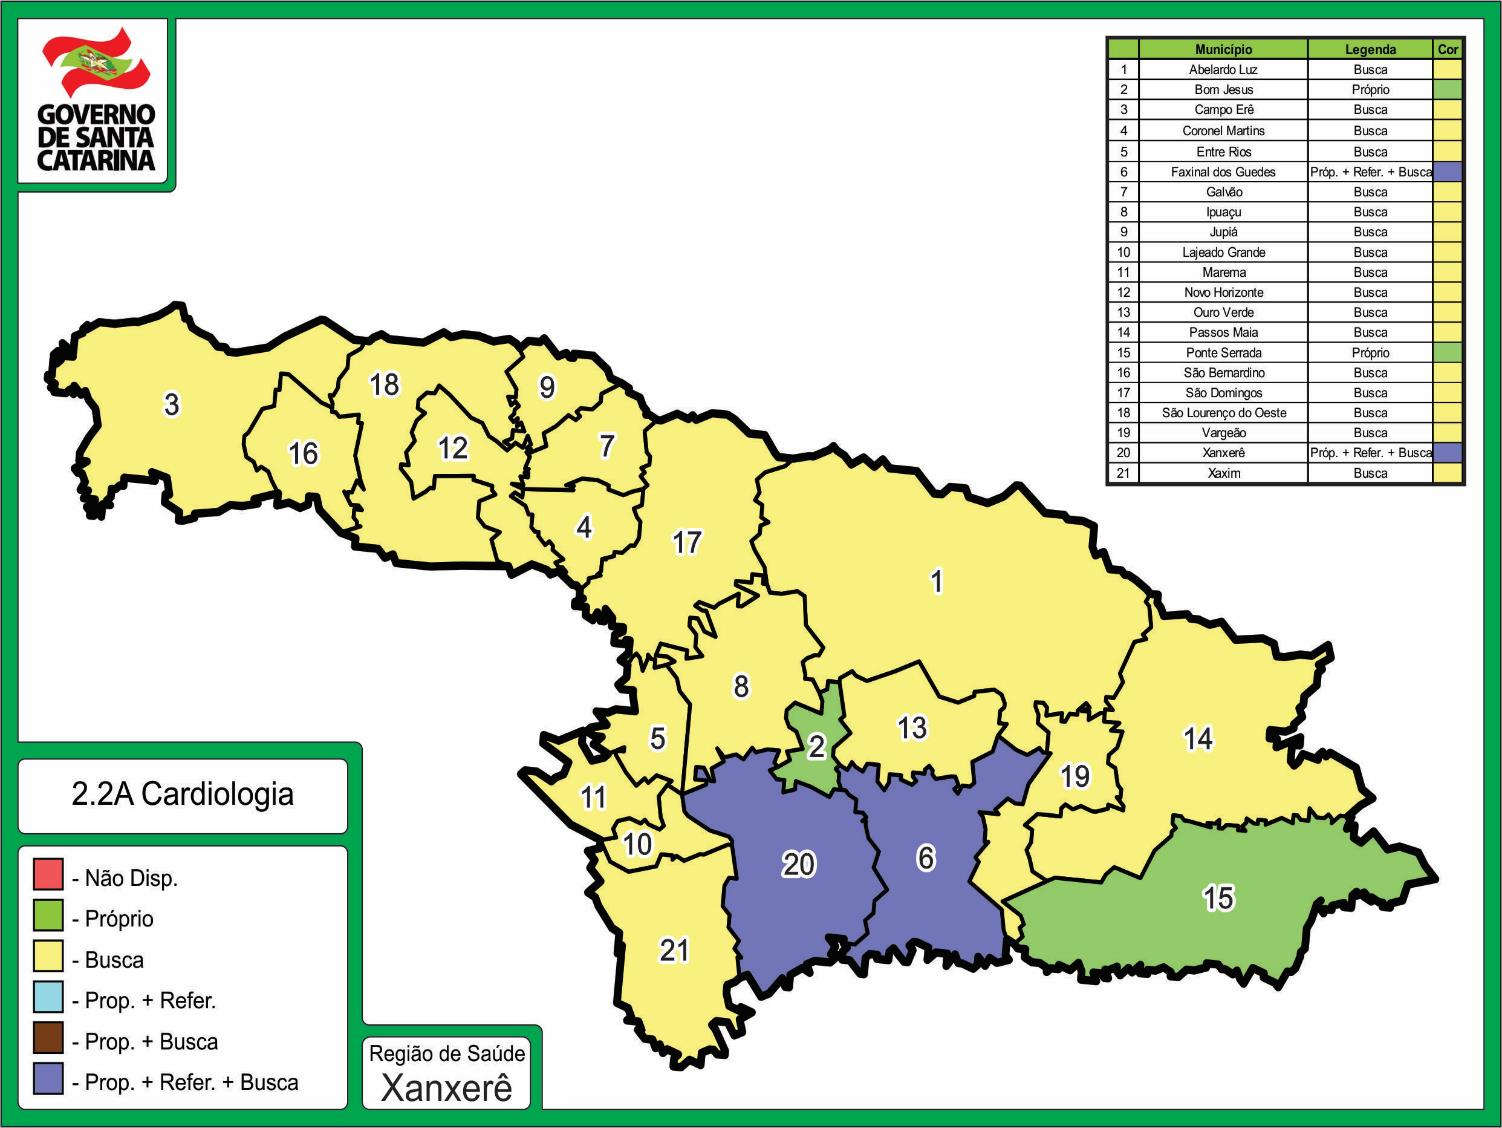 GOVERNO
DE SANTA
CATARINA
Município Legenda Cor
1 Abelardo Luz Busca
2 Bom Jesus Próprio
3 Campo Erê Busca
4 Coronel Martins Busca
5 Entre Rios Busca
6 Faxinal dos Guedes Próp. + Refer. + Busca
7 Galvão Busca
8 Ipuaçu Busca
9 Jupiá Busca
10 Lajeado Grande Busca
11 Marema Busca
12 Novo Horizonte Busca
13 Ouro Verde Busca
14 Passos Maia Busca
15 Ponte Serrada Próprio
16 São Bernardino Busca
17 São Domingos Busca
18 São Lourenço do Oeste Busca
19 Vargeão Busca
20 Xanxerê Próp. + Refer. + Busca
21 Xaxim Busca
3
18
9
16
12
7
4
17
1
8
5
2
13
14
19
11
10
20
6
15
21
2.2A Cardiologia
- Não Disp.
- Próprio
- Busca
- Prop. + Refer.
- Prop. + Busca
- Prop. + Refer. + Busca
Região de Saúde
Xanxerê